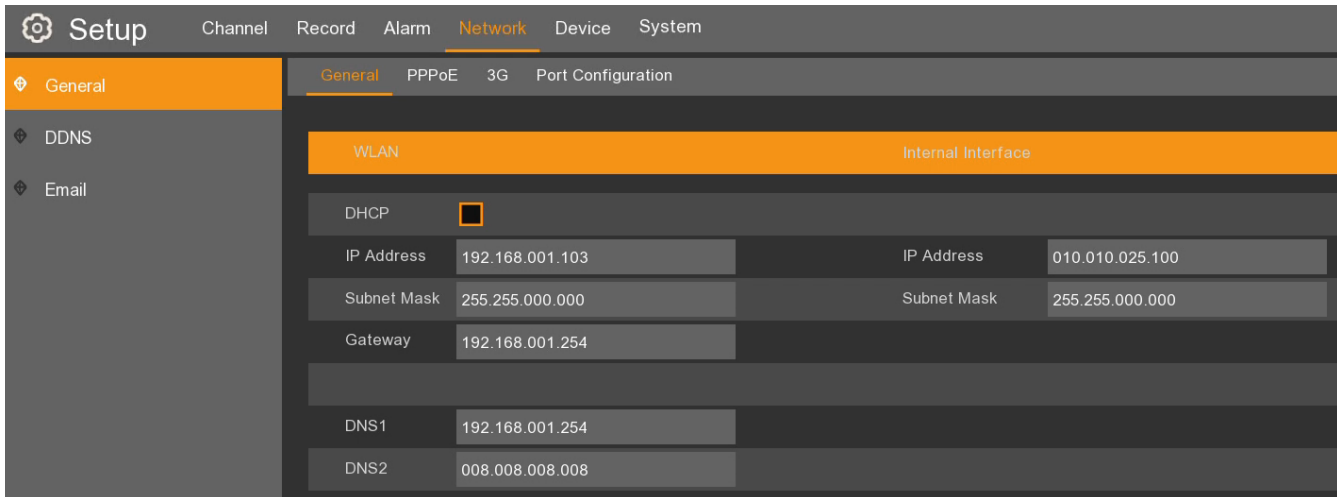 Setup Channel Record Alarm Network Device System
General PPPoE 3G Port Configuration
General
DDNS
Email
WLAN Internal Interface
DHCP
IP Address 192.168.001.103 IP Address 010.010.025.100
Subnet Mask 255.255.000.000 Subnet Mask 255.255.000.000
Gateway 192.168.001.254
DNS1 192.168.001.254
DNS2 008.008.008.008